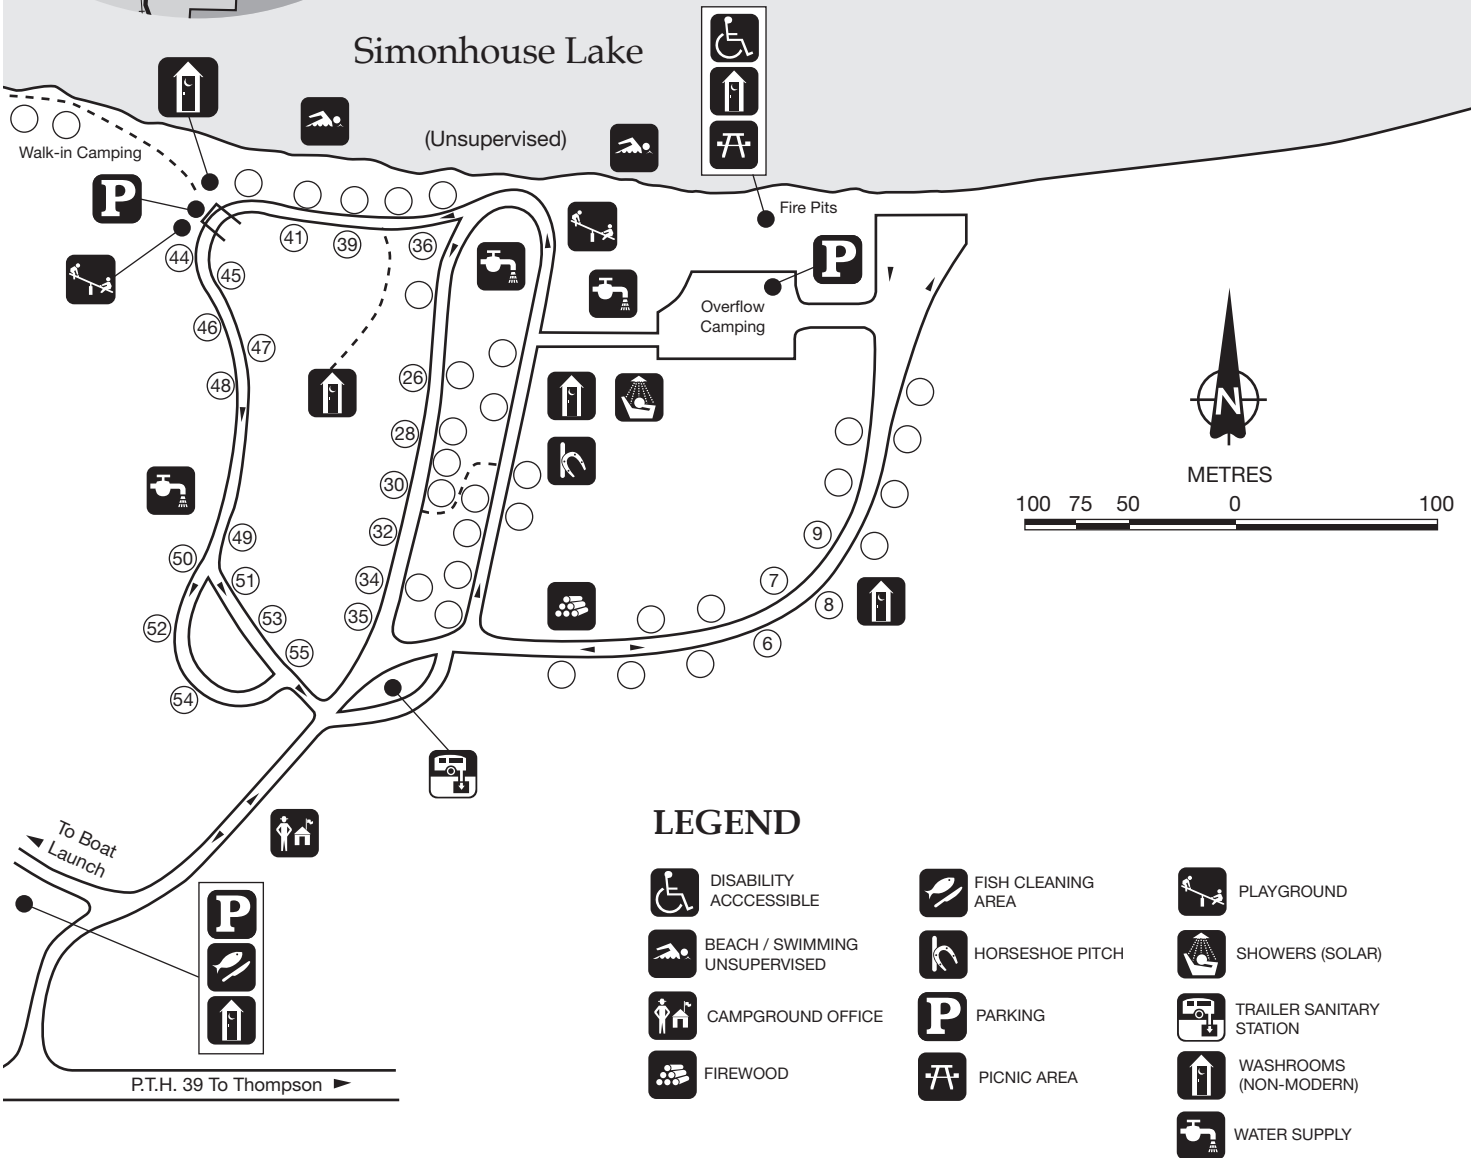 Simonhouse Lake
(Unsupervised)
Walk-in Camping
P
Fire Pits
P
Overflow
Camping
41
39
36
44
45
46
47
48
26
28
30
32
34
35
49
50
51
52
53
54
55
9
7
8
6
N
METRES
100 75 50 0 100
To Boat
Launch
P
P.T.H. 39 To Thompson
LEGEND
DISABILITY
ACCCESSIBLE
BEACH / SWIMMING
UNSUPERVISED
CAMPGROUND OFFICE
FIREWOOD
FISH CLEANING
AREA
HORSESHOE PITCH
P PARKING
PICNIC AREA
PLAYGROUND
SHOWERS (SOLAR)
TRAILER SANITARY
STATION
WASHROOMS
(NON-MODERN)
WATER SUPPLY